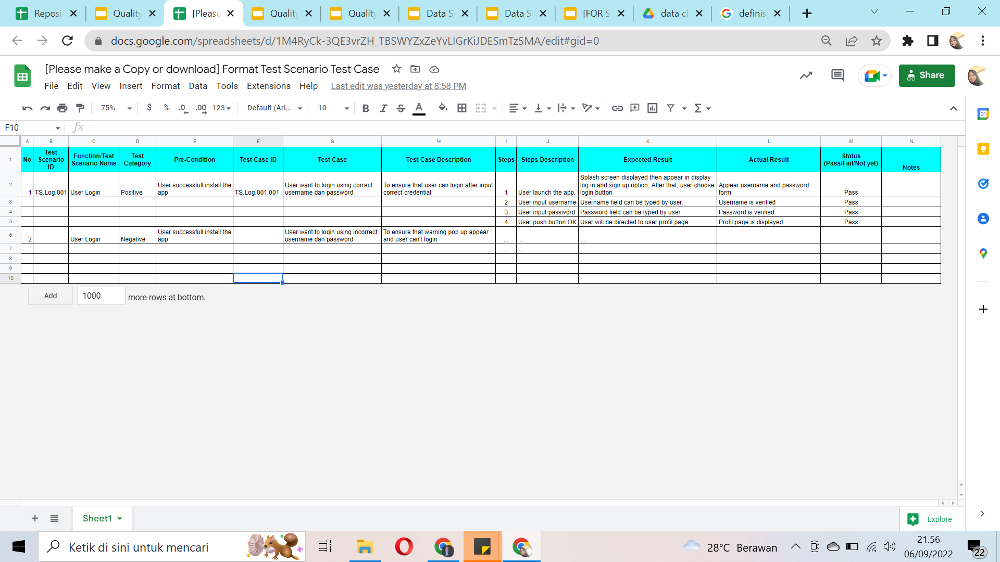 Reposit
Quality
[Please
Quality
Quality
Data S
Data S
[FOR S
data ch
definis
docs.google.com/spreadsheets/d/1M4RyCk-3QE3vrZH_TBSWYZxZeYvLIGrKiJDESmTz5MA/edit#gid=0
[Please make a Copy or download] Format Test Scenario Test Case
File Edit View Insert Format Data Tools Extensions Help Last edit was yesterday at 8:58 PM
Share
75% $ % .0 .00 123 Default (Ari... 10 B I S A
31
F10 fx
A B C D E F G H I J K L M N
1 No Test Scenario ID Function/Test Scenario Name Test Category Pre-Condition Test Case ID Test Case Test Case Description Steps Steps Description Expected Result Actual Result Status (Pass/Fail/Not yet) Notes
2 1 TS.Log.001 User Login Positive User successfull install the app TS.Log.001.001 User want to login using correct username dan password. To ensure that user can login after input correct credential 1 User launch the app. Splash screen displayed then appear in display log in and sign up option. After that, user choose login button Appear username and password form Pass
3 2 User input username Username field can be typed by user. Username is verified Pass
4 3 User input password Password field can be typed by user. Password is verified Pass
5 4 User push button OK User will be directed to user profil page Profil page is displayed Pass
6 2 User Login Negative User successfull install the app User want to login using incorrect username dan password. To ensure that warning pop up appear and user can't login. ... ... ...
7 ... ... ...
8
9
10
Add 1000 more rows at bottom.
Sheet1
Explore
Ketik di sini untuk mencari
28°C Berawan
21.56
06/09/2022
22